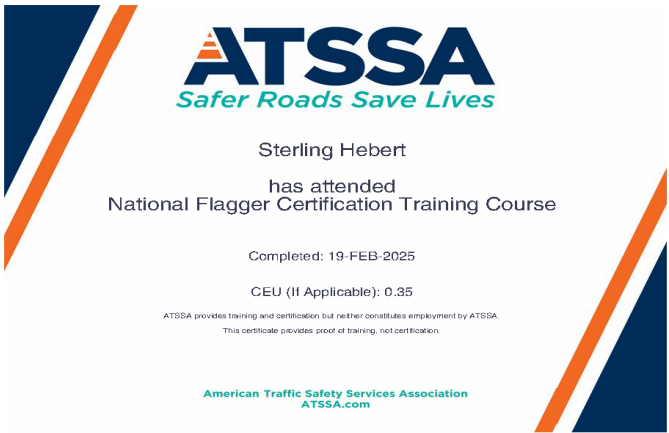 ATSSA
Safer Roads Save Lives
Sterling Hebert
has attended
National Flagger Certification Training Course
Completed: 19-FEB-2025
CEU (If Applicable): 0.35
ATSSA provides training and certification but neither constitutes employment by ATSSA.
This certificate provides proof of training, not certification.
American Traffic Safety Services Association
ATSSA.com